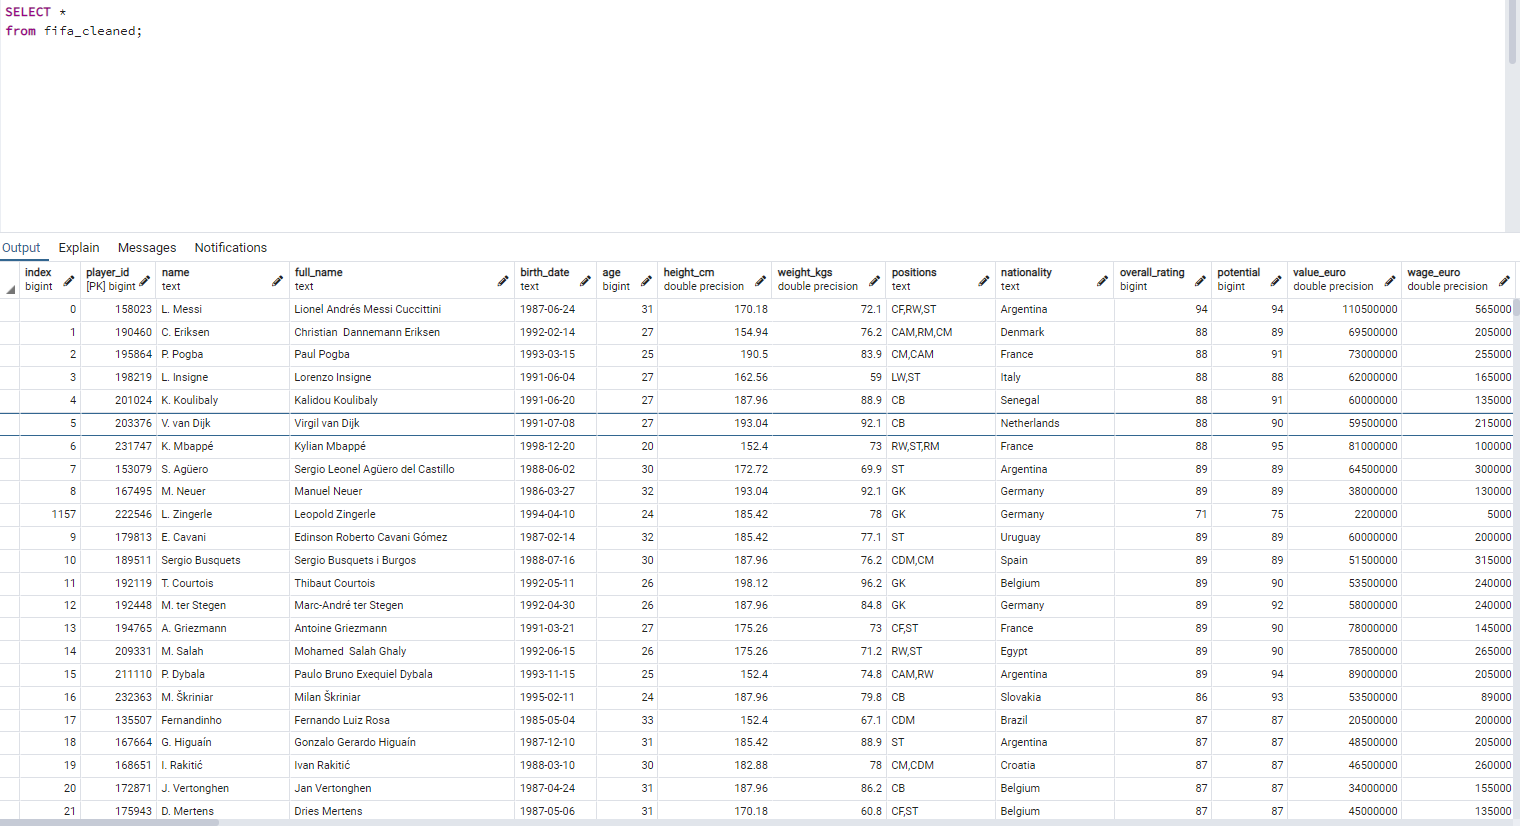 SELECT *
from fifa_cleaned;
Output Explain Messages Notifications
index player_id name full_name birth_date age height_cm weight_kgs positions nationality overall_rating potential value_euro wage_euro
bigint [PK] bigint text text text bigint double precision double precision text text bigint bigint double precision double precision
0 158023 L. Messi Lionel Andrés Messi Cuccittini 1987-06-24 31 170.18 72.1 CF,RW,ST Argentina 94 94 110500000 565000
1 190460 C. Eriksen Christian  Dannemann Eriksen 1992-02-14 27 154.94 76.2 CAM,RM,CM Denmark 88 89 69500000 205000
2 195864 P. Pogba Paul Pogba 1993-03-15 25 190.5 83.9 CM,CAM France 88 91 73000000 255000
3 198219 L. Insigne Lorenzo Insigne 1991-06-04 27 162.56 59 LW,ST Italy 88 88 62000000 165000
4 201024 K. Koulibaly Kalidou Koulibaly 1991-06-20 27 187.96 88.9 CB Senegal 88 91 60000000 135000
5 203376 V. van Dijk Virgil van Dijk 1991-07-08 27 193.04 92.1 CB Netherlands 88 90 59500000 215000
6 231747 K. Mbappé Kylian Mbappé 1998-12-20 20 152.4 73 RW,ST,RM France 88 95 81000000 100000
7 153079 S. Agüero Sergio Leonel Agüero del Castillo 1988-06-02 30 172.72 69.9 ST Argentina 89 89 64500000 300000
8 167495 M. Neuer Manuel Neuer 1986-03-27 32 193.04 92.1 GK Germany 89 89 38000000 130000
1157 222546 L. Zingerle Leopold Zingerle 1994-04-10 24 185.42 78 GK Germany 71 75 2200000 5000
9 179813 E. Cavani Edinson Roberto Cavani Gómez 1987-02-14 32 185.42 77.1 ST Uruguay 89 89 60000000 200000
10 189511 Sergio Busquets Sergio Busquets i Burgos 1988-07-16 30 187.96 76.2 CDM,CM Spain 89 89 51500000 315000
11 192119 T. Courtois Thibaut Courtois 1992-05-11 26 198.12 96.2 GK Belgium 89 90 53500000 240000
12 192448 M. ter Stegen Marc-André ter Stegen 1992-04-30 26 187.96 84.8 GK Germany 89 92 58000000 240000
13 194765 A. Griezmann Antoine Griezmann 1991-03-21 27 175.26 73 CF,ST France 89 90 78000000 145000
14 209331 M. Salah Mohamed  Salah Ghaly 1992-06-15 26 175.26 71.2 RW,ST Egypt 89 90 78500000 265000
15 211110 P. Dybala Paulo Bruno Exequiel Dybala 1993-11-15 25 152.4 74.8 CAM,RW Argentina 89 94 89000000 205000
16 232363 M. Škriniar Milan Škriniar 1995-02-11 24 187.96 79.8 CB Slovakia 86 93 53500000 89000
17 135507 Fernandinho Fernando Luiz Rosa 1985-05-04 33 152.4 67.1 CDM Brazil 87 87 20500000 200000
18 167664 G. Higuaín Gonzalo Gerardo Higuaín 1987-12-10 31 185.42 88.9 ST Argentina 87 87 48500000 205000
19 168651 I. Rakitić Ivan Rakitić 1988-03-10 30 182.88 78 CM,CDM Croatia 87 87 46500000 260000
20 172871 J. Vertonghen Jan Vertonghen 1987-04-24 31 187.96 86.2 CB Belgium 87 87 34000000 155000
21 175943 D. Mertens Dries Mertens 1987-05-06 31 170.18 60.8 CF,ST Belgium 87 87 45000000 135000